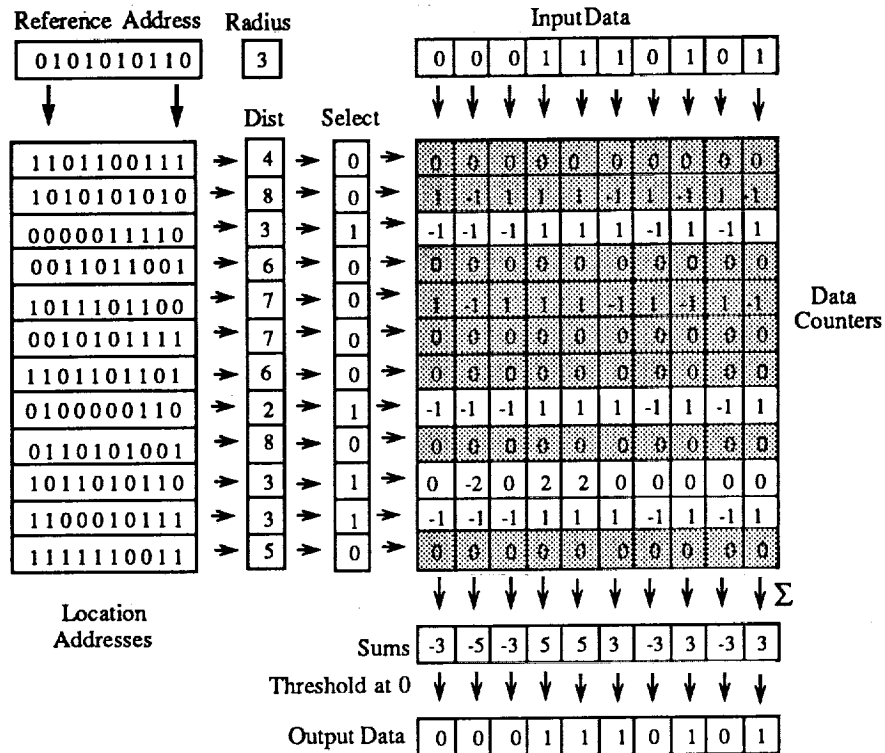 Reference Address Radius InputData
0101010110 3 0 0 0 1 1 1 0 1 0 1
Dist Select
1101100111 4 0 0 0 0 0 0 0 0 0 0 0
1010101010 8 0 1 -1 1 1 1 -1 1 -1 1 -1
0000011110 3 1 -1 -1 -1 1 1 1 -1 1 -1 1
0011011001 6 0 0 0 0 0 0 0 0 0 0 0
1011101100 7 0 1 -1 1 1 1 -1 1 -1 1 -1
Data
Counters
0010101111 7 0 0 0 0 0 0 0 0 0 0 0
1101101101 6 0 0 0 0 0 0 0 0 0 0 0
0100000110 2 1 -1 -1 -1 1 1 1 -1 1 -1 1
0110101001 8 0 0 0 0 0 0 0 0 0 0 0
1011010110 3 1 0 -2 0 2 2 0 0 0 0 0
1100010111 3 1 -1 -1 -1 1 1 1 -1 1 -1 1
1111110011 5 0 0 0 0 0 0 0 0 0 0 0
Σ
Location
Addresses
Sums -3 -5 -3 5 5 3 -3 3 -3 3
Threshold at 0
Output Data 0 0 0 1 1 1 0 1 0 1